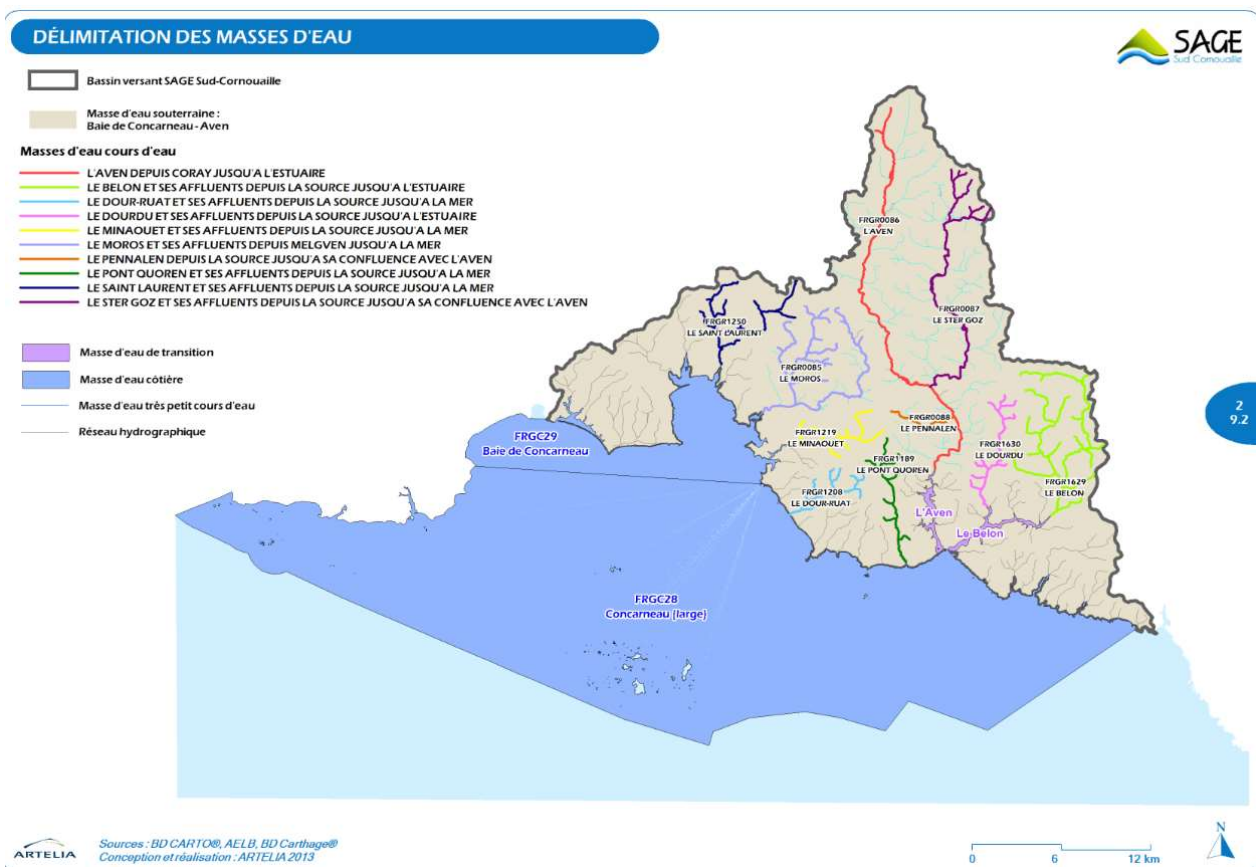 DÉLIMITATION DES MASSES D'EAU
SAGE
Sud Cornouaille
Bassin versant SAGE Sud-Cornouaille
Masse d'eau souterraine :
Baie de Concarneau - Aven
Masses d'eau cours d'eau
L'AVEN DEPUIS CORAY JUSQU'A L'ESTUAIRE
LE BELON ET SES AFFLUENTS DEPUIS LA SOURCE JUSQU'A L'ESTUAIRE
LE DOUR-RUAT ET SES AFFLUENTS DEPUIS LA SOURCE JUSQU'A LA MER
LE DOURDU ET SES AFFLUENTS DEPUIS LA SOURCE JUSQU'A L'ESTUAIRE
LE MINAOUET ET SES AFFLUENTS DEPUIS LA SOURCE JUSQU'A LA MER
LE MOROS ET SES AFFLUENTS DEPUIS MELGVEN JUSQU'A LA MER
LE PENNALEN DEPUIS LA SOURCE JUSQU'A SA CONFLUENCE AVEC L'AVEN
LE PONT QUOREN ET SES AFFLUENTS DEPUIS LA SOURCE JUSQU'A LA MER
LE SAINT LAURENT ET SES AFFLUENTS DEPUIS LA SOURCE JUSQU'A LA MER
LE STER GOZ ET SES AFFLUENTS DEPUIS LA SOURCE JUSQU'A SA CONFLUENCE AVEC L'AVEN
Masse d'eau de transition
Masse d'eau côtière
Masse d'eau très petit cours d'eau
Réseau hydrographique
FRGR0086
L'AVEN
FRGR0087
LE STER GOZ
FRGR1250
LE SAINT LAURENT
FRGR0085
LE MOROS
FRGR0088
LE PENNALEN
FRGR1219
LE MINAOUET
FRGR1630
LE DOURDU
FRGR1189
LE PONT QUOREN
FRGR1629
LE BELON
FRGR1208
LE DOUR-RUAT
L'Aven
Le Belon
FRGC29
Baie de Concarneau
FRGC28
Concarneau (large)
2
9.2
ARTELIA
Sources : BD CARTO®, AELB, BD Carthage®
Conception et réalisation : ARTELIA 2013
N
0 6 12 km